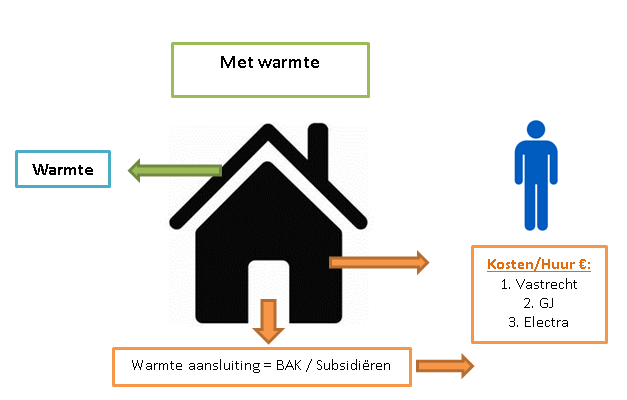 Met warmte
Warmte
Kosten/Huur €:
1. Vastrecht
2. GJ
3. Electra
Warmte aansluiting = BAK / Subsidiëren